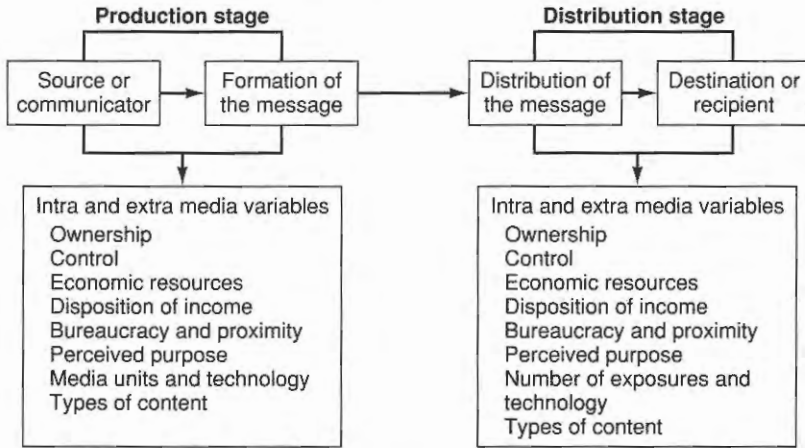 Production stage
Source or
communicator
Formation of
the message
Intra and extra media variables
Ownership
Control
Economic resources
Disposition of income
Bureaucracy and proximity
Perceived purpose
Media units and technology
Types of content
Distribution stage
Distribution of
the message
Destination or
recipient
Intra and extra media variables
Ownership
Control
Economic resources
Disposition of income
Bureaucracy and proximity
Perceived purpose
Number of exposures and
technology
Types of content